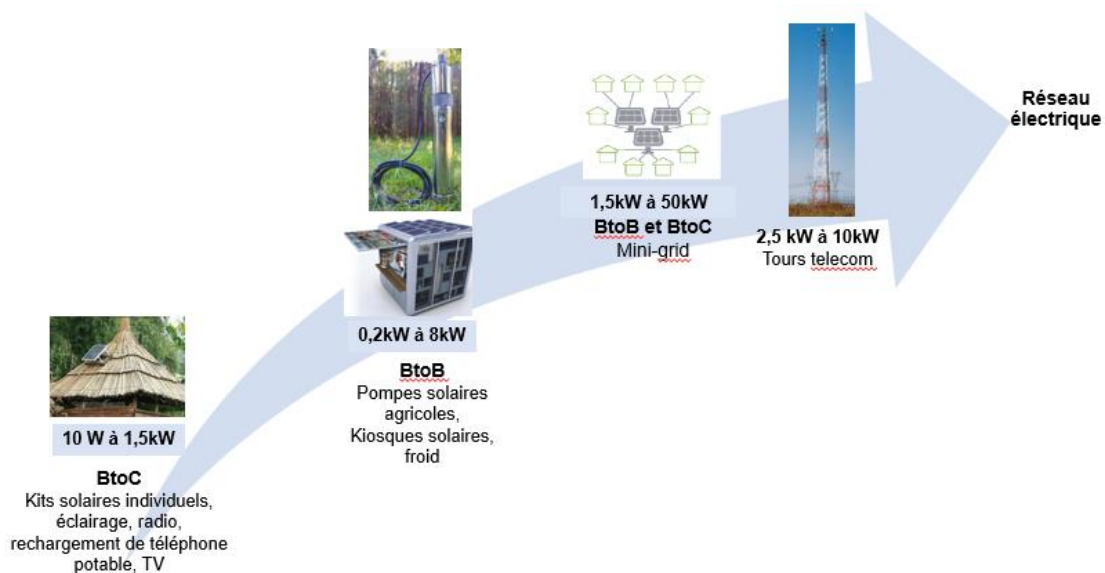 10 W à 1,5kW
BtoC
Kits solaires individuels,
éclairage, radio,
rechargement de téléphone
potable, TV
0,2kW à 8kW
BtoB
Pompes solaires
agricoles,
Kiosques solaires,
froid
1,5kW à 50kW
BtoB et BtoC
Mini-grid
2,5 kW à 10kW
Tours telecom
Réseau
électrique